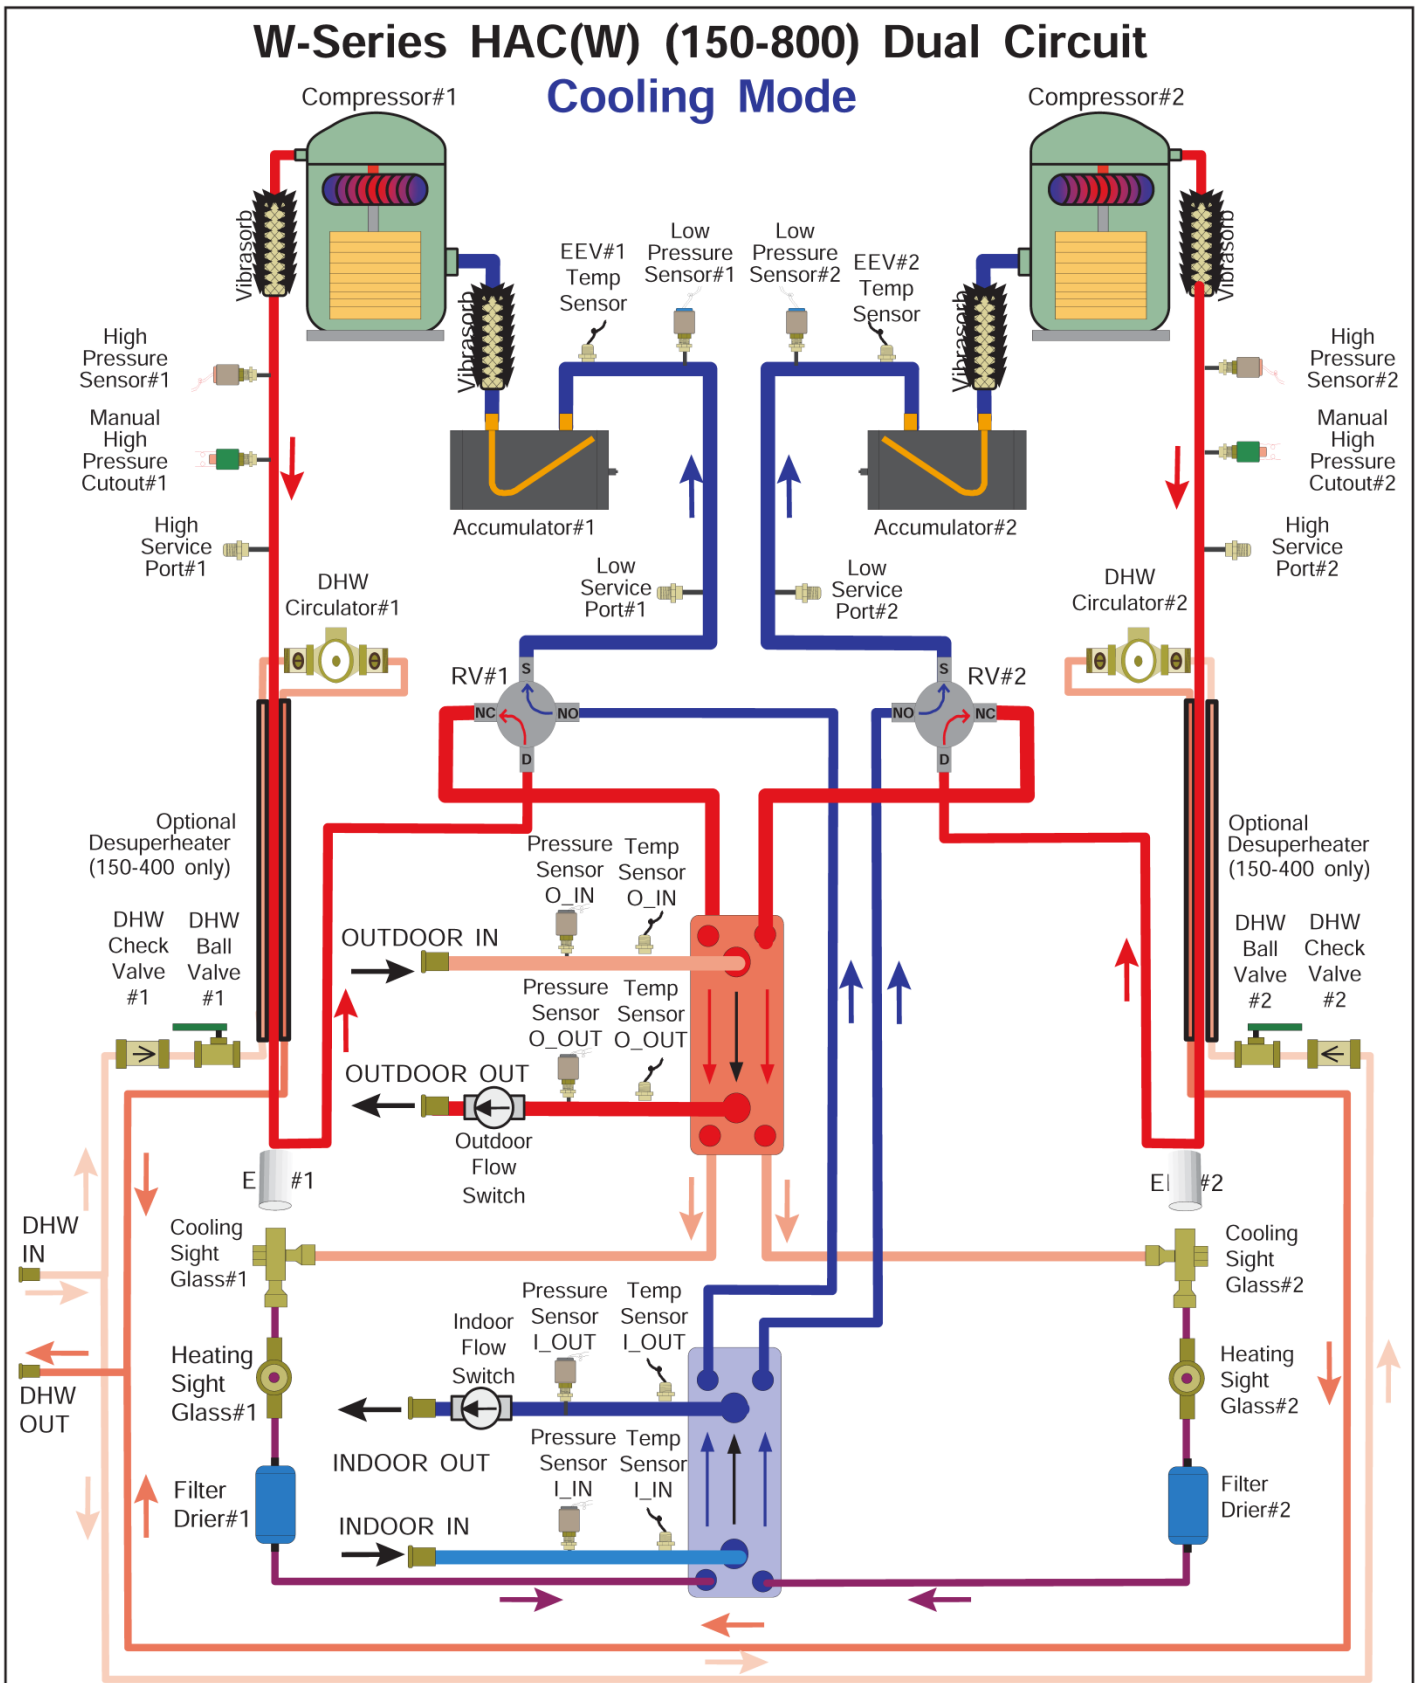 W-Series HAC(W) (150-800) Dual Circuit
Cooling Mode
Compressor#1
Compressor#2
Vibrasorb
Vibrasorb
EEV#1
Temp
Sensor
Low
Pressure
Sensor#1
Low
Pressure
Sensor#2
EEV#2
Temp
Sensor
Vibrasorb
Vibrasorb
High
Pressure
Sensor#1
High
Pressure
Sensor#2
Manual
High
Pressure
Cutout#1
Manual
High
Pressure
Cutout#2
Accumulator#1
Accumulator#2
High
Service
Port#1
High
Service
Port#2
DHW
Circulator#1
Low
Service
Port#1
Low
Service
Port#2
DHW
Circulator#2
RV#1
S
NC
NO
D
RV#2
S
NO
NC
D
Optional
Desuperheater
(150-400 only)
Optional
Desuperheater
(150-400 only)
Pressure
Sensor
O_IN
Temp
Sensor
O_IN
DHW
Check
Valve
#1
DHW
Ball
Valve
#1
OUTDOOR IN
DHW
Ball
Valve
#2
DHW
Check
Valve
#2
Pressure
Sensor
O_OUT
Temp
Sensor
O_OUT
OUTDOOR OUT
Outdoor
Flow
Switch
#1
#2
DHW
IN
Cooling
Sight
Glass#1
Cooling
Sight
Glass#2
Pressure
Sensor
I_OUT
Temp
Sensor
I_OUT
Indoor
Flow
Switch
Heating
Sight
Glass#1
Heating
Sight
Glass#2
DHW
OUT
INDOOR OUT
Pressure
Sensor
I_IN
Temp
Sensor
I_IN
Filter
Drier#1
Filter
Drier#2
INDOOR IN